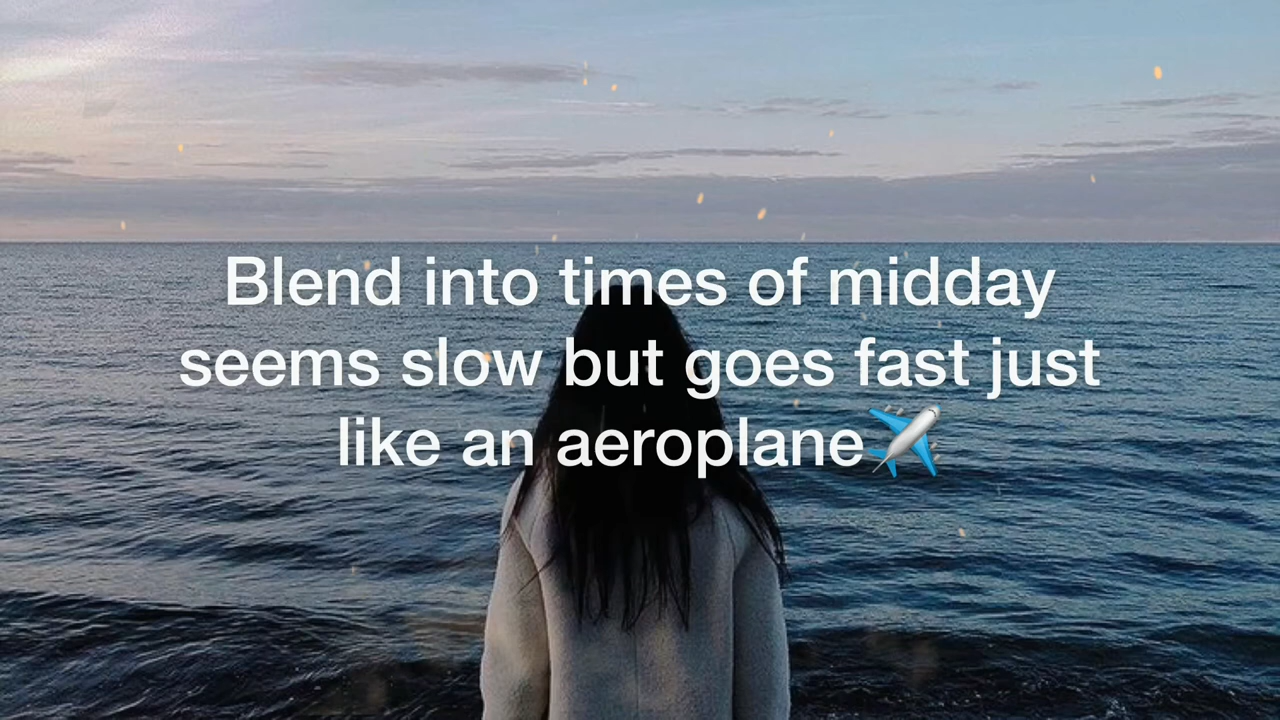 Blend into times of midday
seems slow but goes fast just
like an aeroplane✈️